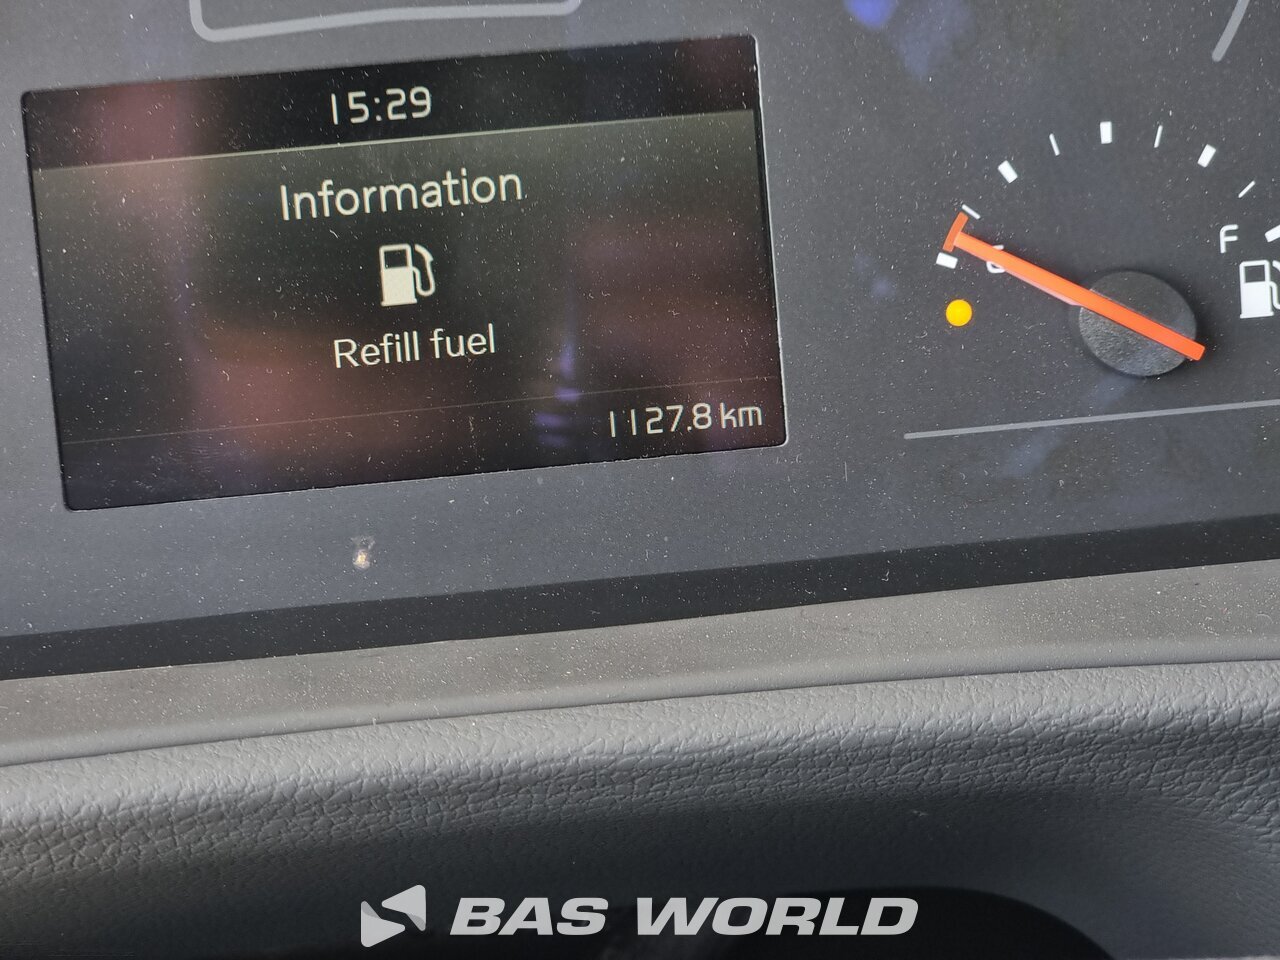 15:29
Information
Refill fuel
1127.8 km
F
BAS WORLD